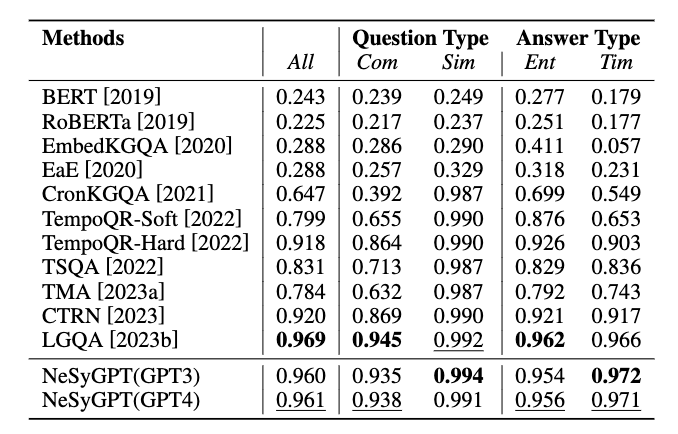 Methods Question Type Answer Type
All Com Sim Ent Tim
BERT [2019] 0.243 0.239 0.249 0.277 0.179
RoBERTa [2019] 0.225 0.217 0.237 0.251 0.177
EmbedKGQA [2020] 0.288 0.286 0.290 0.411 0.057
EaE [2020] 0.288 0.257 0.329 0.318 0.231
CronKGQA [2021] 0.647 0.392 0.987 0.699 0.549
TempoQR-Soft [2022] 0.799 0.655 0.990 0.876 0.653
TempoQR-Hard [2022] 0.918 0.864 0.990 0.926 0.903
TSQA [2022] 0.831 0.713 0.987 0.829 0.836
TMA [2023a] 0.784 0.632 0.987 0.792 0.743
CTRN [2023] 0.920 0.869 0.990 0.921 0.917
LGQA [2023b] 0.969 0.945 0.992 0.962 0.966
NeSyGPT(GPT3) 0.960 0.935 0.994 0.954 0.972
NeSyGPT(GPT4) 0.961 0.938 0.991 0.956 0.971